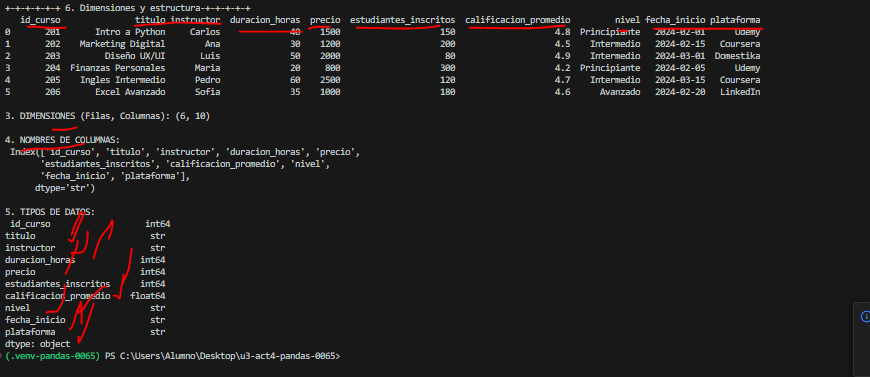 +-+-+-+-+-+ 6. Dimensiones y estructura-+-+-+-+-+
id_curso titulo instructor duracion_horas precio estudiantes_inscritos calificacion_promedio nivel fecha_inicio plataforma
0 201 Intro a Python Carlos 40 1500 150 4.8 Principiante 2024-02-01 Udemy
1 202 Marketing Digital Ana 30 1200 200 4.5 Intermedio 2024-02-15 Coursera
2 203 Diseño UX/UI Luis 50 2000 80 4.9 Intermedio 2024-03-01 Domestika
3 204 Finanzas Personales Maria 20 800 300 4.2 Principiante 2024-02-05 Udemy
4 205 Ingles Intermedio Pedro 60 2500 120 4.7 Intermedio 2024-03-15 Coursera
5 206 Excel Avanzado Sofia 35 1000 180 4.6 Avanzado 2024-02-20 LinkedIn
3. DIMENSIONES (Filas, Columnas): (6, 10)
4. NOMBRES DE COLUMNAS:
Index(['id_curso', 'titulo', 'instructor', 'duracion_horas', 'precio',
'estudiantes_inscritos', 'calificacion_promedio', 'nivel',
'fecha_inicio', 'plataforma'],
dtype='str')
5. TIPOS DE DATOS:
id_curso int64
titulo str
instructor str
duracion_horas int64
precio int64
estudiantes_inscritos int64
calificacion_promedio float64
nivel str
fecha_inicio str
plataforma str
dtype: object
(.venv-pandas-0065) PS C:\Users\Alumno\Desktop\u3-act4-pandas-0065>